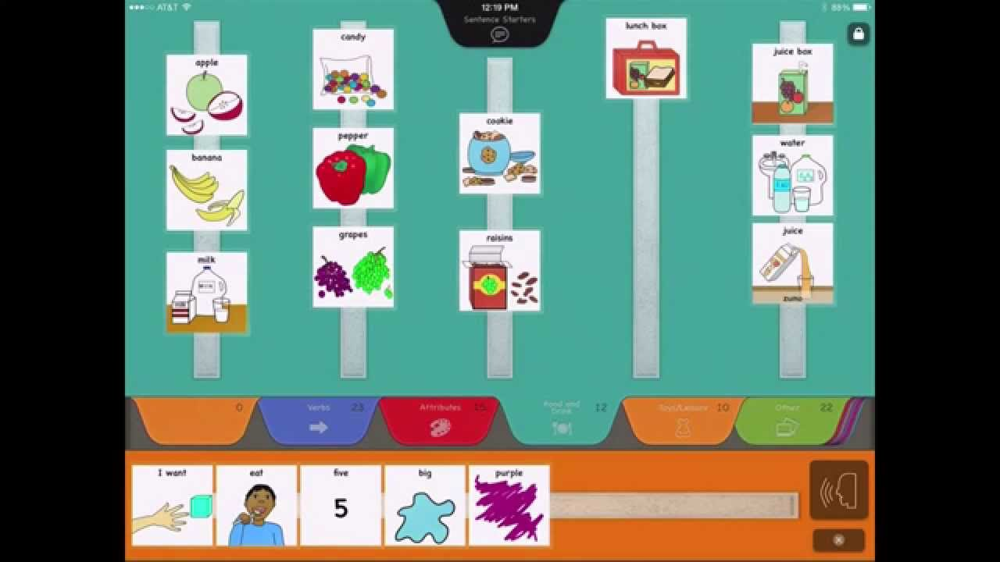 AT&T
12:19 PM
88%
Sentence Starters
apple
banana
milk
candy
pepper
grapes
cookie
raisins
lunch box
juice box
water
juice
zumo
0
Verbs 23
Attributes 15
Food and
Drink
12
Toys/Leisure 10
Other 22
I want
eat
five
5
big
purple